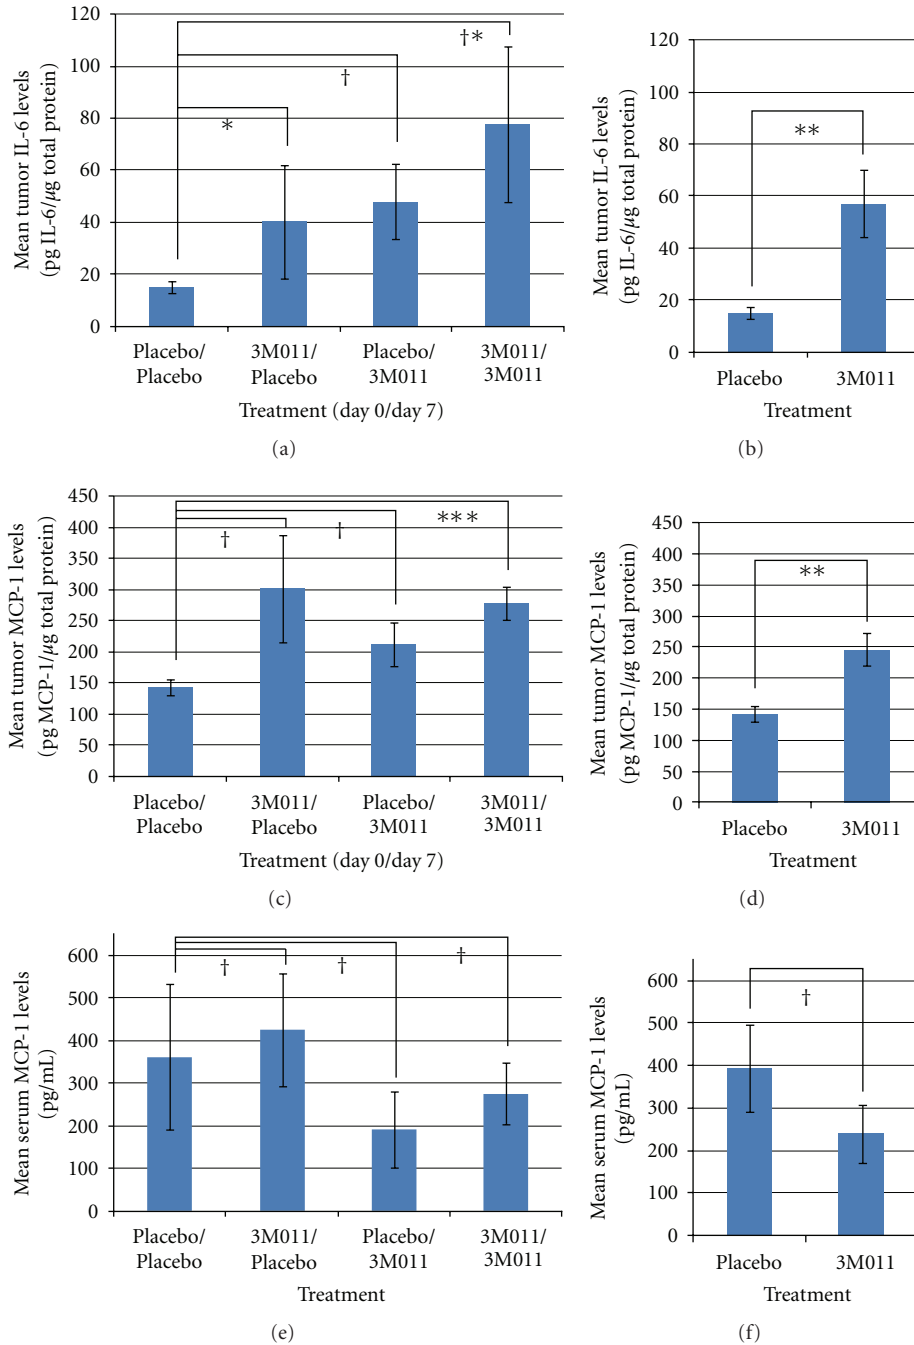 Mean tumor IL-6 levels
(pg IL-6/μg total protein)
120
100
80
60
40
20
0
*
†
†*
Placebo/
Placebo
3M011/
Placebo
Placebo/
3M011
3M011/
3M011
Treatment (day 0/day 7)
(a)
Mean tumor IL-6 levels
(pg IL-6/μg total protein)
120
100
80
60
40
20
0
**
Placebo
3M011
Treatment
(b)
Mean tumor MCP-1 levels
(pg MCP-1/μg total protein)
450
400
350
300
250
200
150
100
50
0
†
†
***
Placebo/
Placebo
3M011/
Placebo
Placebo/
3M011
3M011/
3M011
Treatment (day 0/day 7)
(c)
Mean tumor MCP-1 levels
(pg MCP-1/μg total protein)
450
400
350
300
250
200
150
100
50
0
**
Placebo
3M011
Treatment
(d)
Mean serum MCP-1 levels
(pg/mL)
600
500
400
300
200
100
0
†
†
†
Placebo/
Placebo
3M011/
Placebo
Placebo/
3M011
3M011/
3M011
Treatment
(e)
Mean serum MCP-1 levels
(pg/mL)
600
500
400
300
200
100
0
†
Placebo
3M011
Treatment
(f)